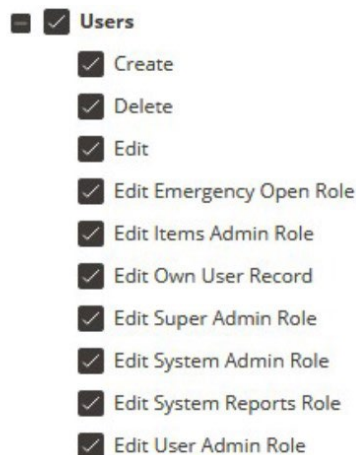 Users
Create
Delete
Edit
Edit Emergency Open Role
Edit Items Admin Role
Edit Own User Record
Edit Super Admin Role
Edit System Admin Role
Edit System Reports Role
Edit User Admin Role